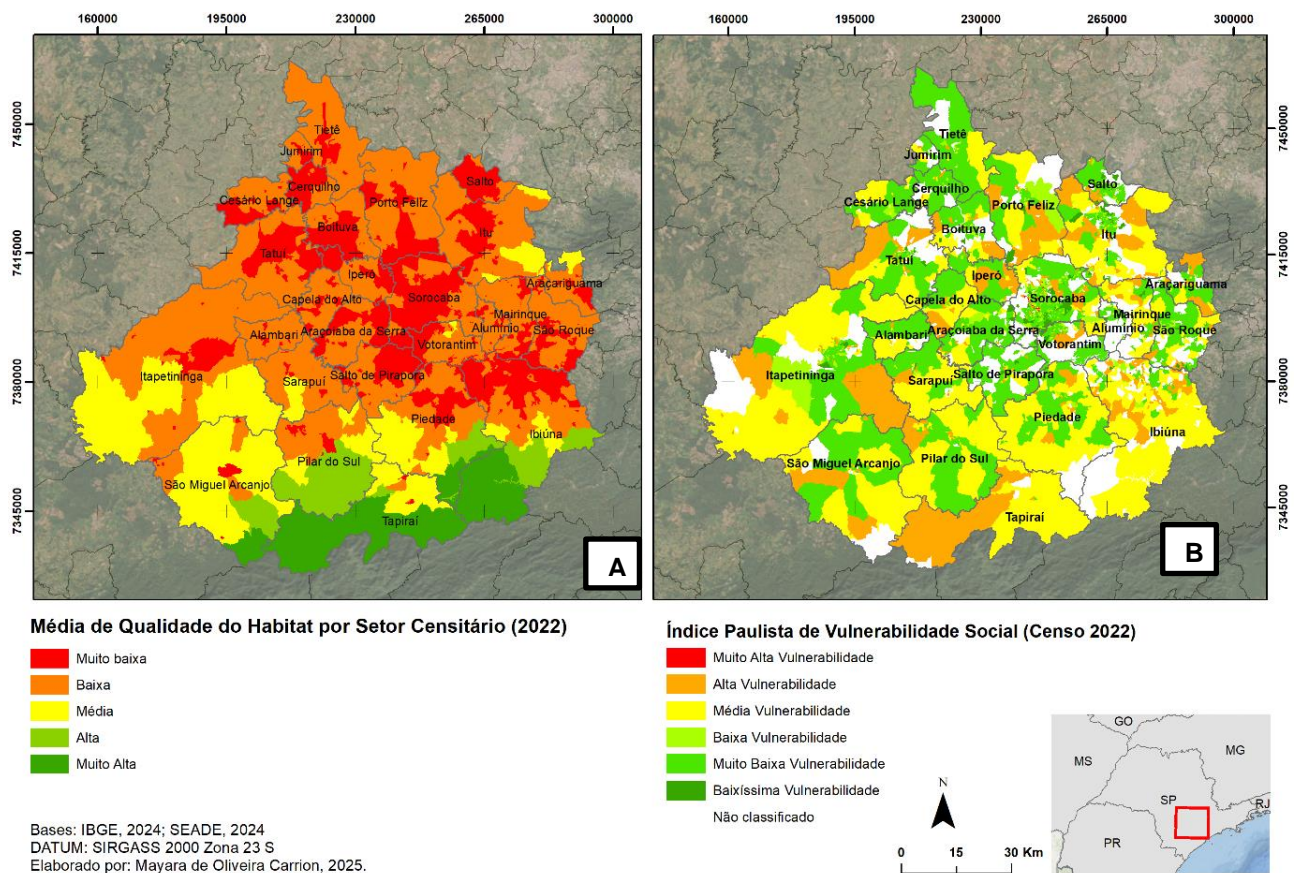 160000 195000 230000 265000 300000
7450000
7415000
7380000
7345000
Tietê
Jumirim
Cerquilho
Salto
Cesário Lange
Porto Feliz
Boituva
Itu
Tatuí
Iperó
Araçariguama
Capela do Alto
Sorocaba
Mairinque
Alambari
Araçoiaba da Serra
Alumínio
São Roque
Votorantim
Itapetininga
Sarapuí
Salto de Pirapora
Piedade
Ibiúna
Pilar do Sul
São Miguel Arcanjo
Tapiraí
A
160000 195000 230000 265000 300000
7450000
7415000
7380000
7345000
Tietê
Jumirim
Cerquilho
Salto
Cesário Lange
Porto Feliz
Boituva
Itu
Tatuí
Iperó
Araçariguama
Capela do Alto
Sorocaba
Mairinque
Alambari
Araçoiaba da Serra
Alumínio
São Roque
Votorantim
Itapetininga
Sarapuí
Salto de Pirapora
Piedade
Ibiúna
São Miguel Arcanjo
Pilar do Sul
Tapiraí
B
Média de Qualidade do Habitat por Setor Censitário (2022)
Muito baixa
Baixa
Média
Alta
Muito Alta
Bases: IBGE, 2024; SEADE, 2024
DATUM: SIRGASS 2000 Zona 23 S
Elaborado por: Mayara de Oliveira Carrion, 2025.
Índice Paulista de Vulnerabilidade Social (Censo 2022)
Muito Alta Vulnerabilidade
Alta Vulnerabilidade
Média Vulnerabilidade
Baixa Vulnerabilidade
Muito Baixa Vulnerabilidade
Baixíssima Vulnerabilidade
Não classificado
N
0 15 30 Km
GO
MS
MG
SP
RJ
PR